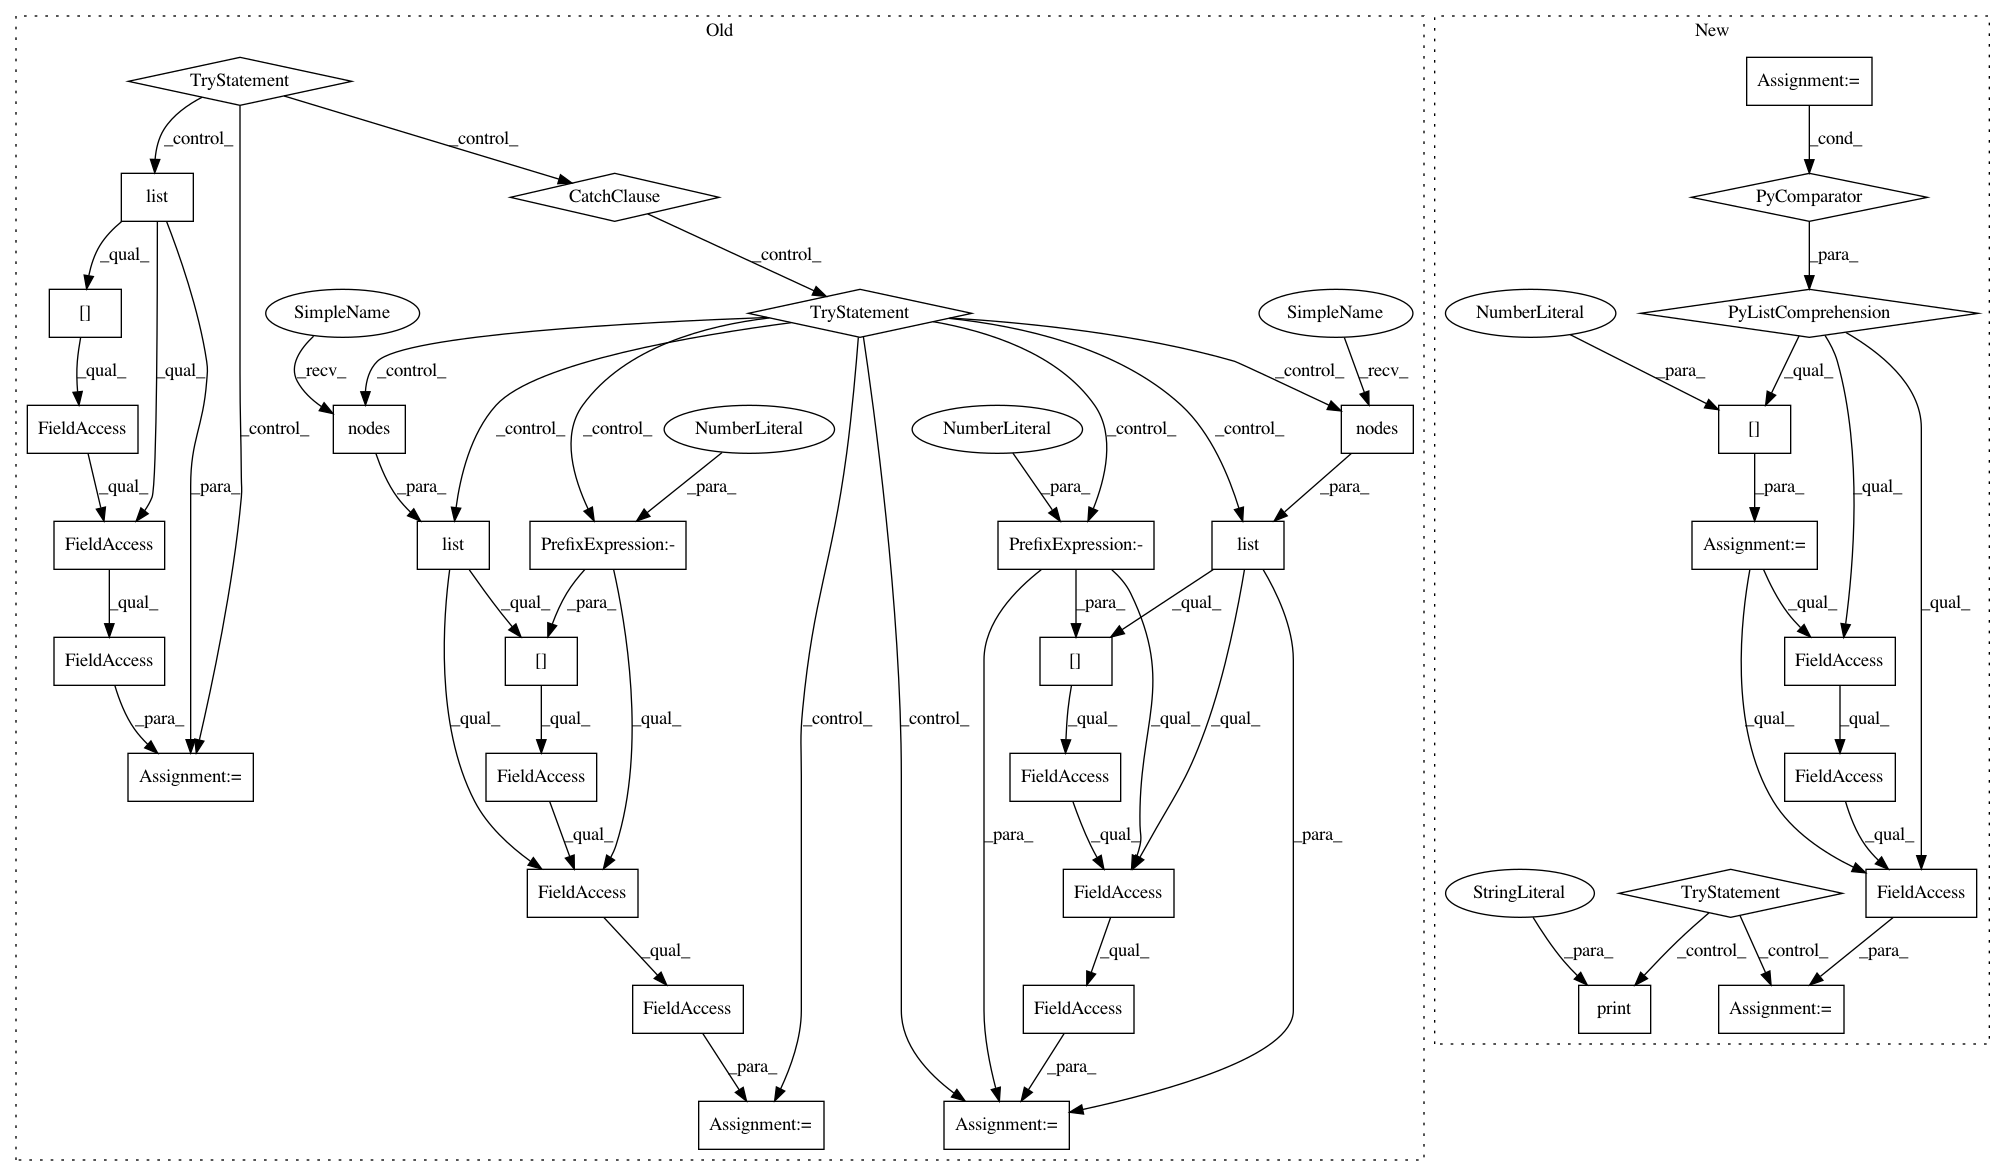 Old
New
TryStatement
Assignment:=
_control_
_control_
_cond_
list
CatchClause
PyComparator
_qual_
_control_
_para_
[]
SimpleName
TryStatement
SimpleName
NumberLiteral
PyListComprehension
_qual_
_qual_
_recv_
_control_
_control_
_recv_
_para_
_qual_
FieldAccess
_control_
nodes
_control_
_control_
NumberLiteral
NumberLiteral
_control_
_control_
nodes
[]
_qual_
_para_
_para_
_para_
_para_
_para_
_para_
_qual_
_qual_
FieldAccess
list
PrefixExpression:-
PrefixExpression:-
list
Assignment:=
_qual_
_qual_
_para_
_para_
_qual_
_qual_
FieldAccess
[]
[]
FieldAccess
_para_
_qual_
_qual_
_qual_
_control_
_control_
_qual_
_qual_
_qual_
_qual_
_qual_
Assignment:=
FieldAccess
FieldAccess
FieldAccess
_qual_
_para_
_qual_
_para_
_qual_
FieldAccess
FieldAccess
StringLiteral
TryStatement
FieldAccess
_qual_
_qual_
_para_
_control_
_control_
_para_
FieldAccess
FieldAccess
print
Assignment:=
_para_
_para_
Assignment:=
Assignment:=